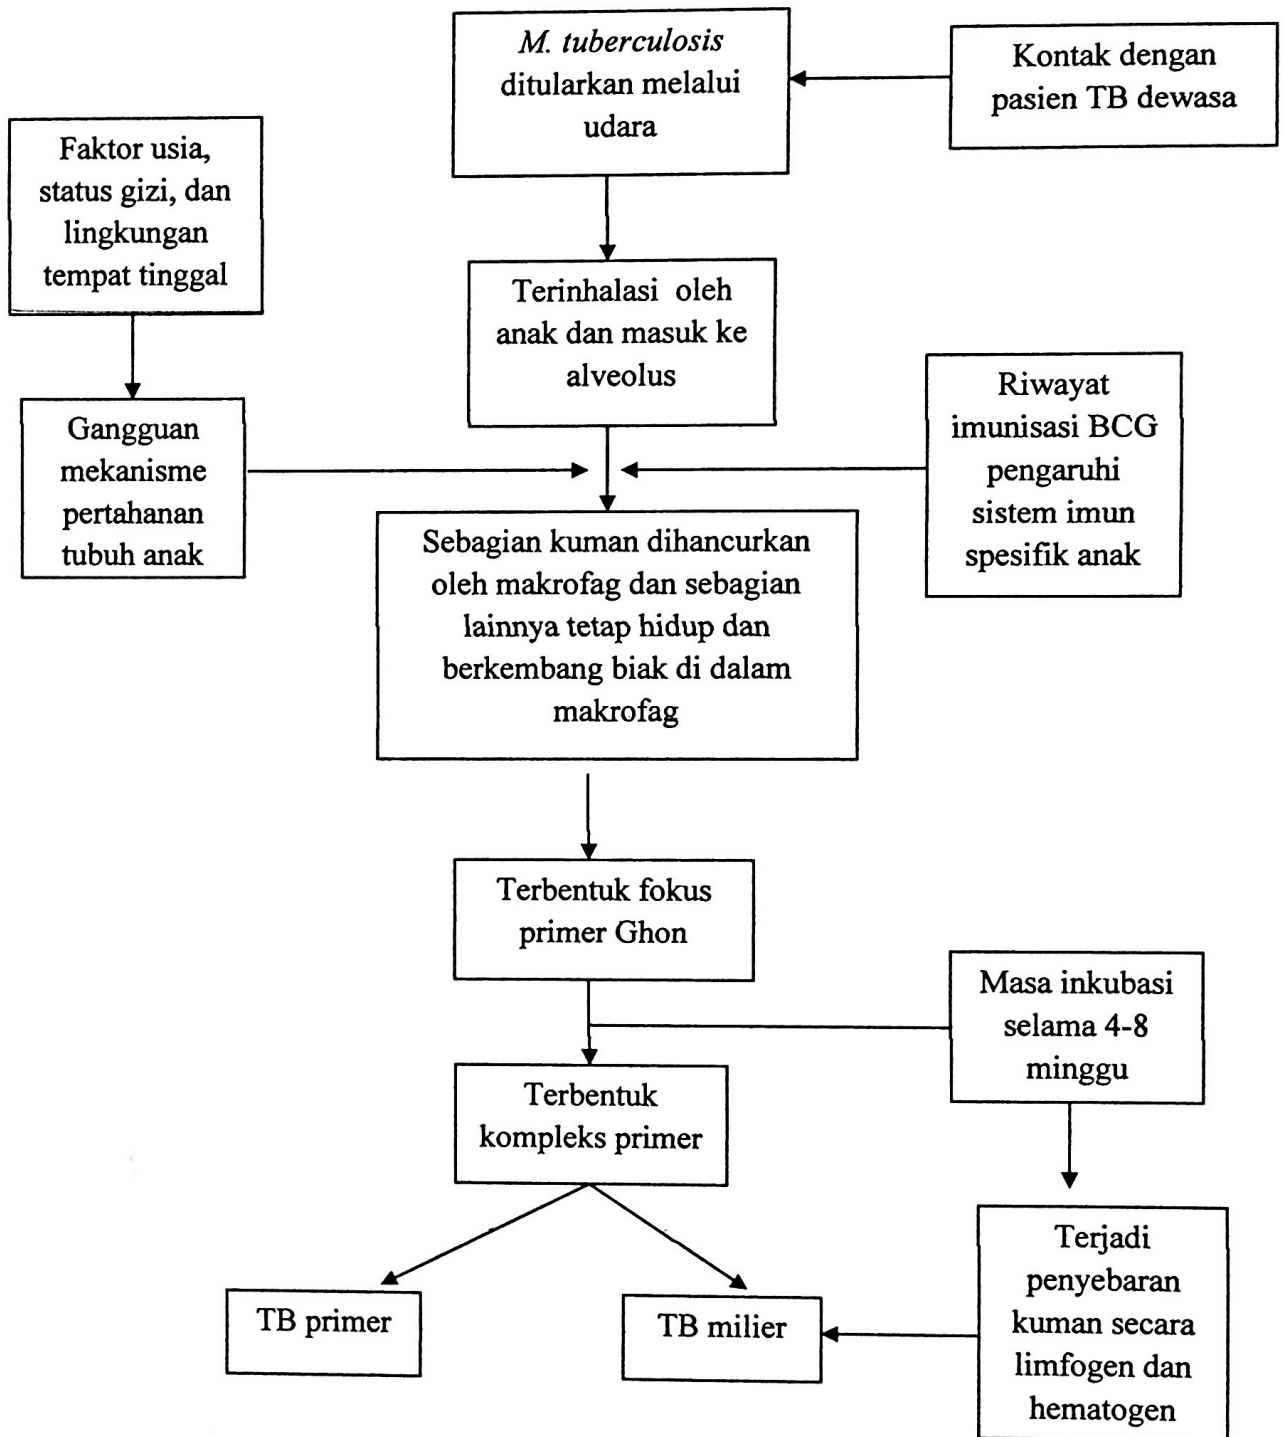 M. tuberculosis
ditularkan melalui
udara
Kontak dengan
pasien TB dewasa
Faktor usia,
status gizi, dan
lingkungan
tempat tinggal
Terinhalasi oleh
anak dan masuk ke
alveolus
Gangguan
mekanisme
pertahanan
tubuh anak
Riwayat
imunisasi BCG
pengaruhi
sistem imun
spesifik anak
Sebagian kuman dihancurkan
oleh makrofag dan sebagian
lainnya tetap hidup dan
berkembang biak di dalam
makrofag
Terbentuk fokus
primer Ghon
Masa inkubasi
selama 4-8
minggu
Terbentuk
kompleks primer
Terjadi
penyebaran
kuman secara
limfogen dan
hematogen
TB primer
TB milier